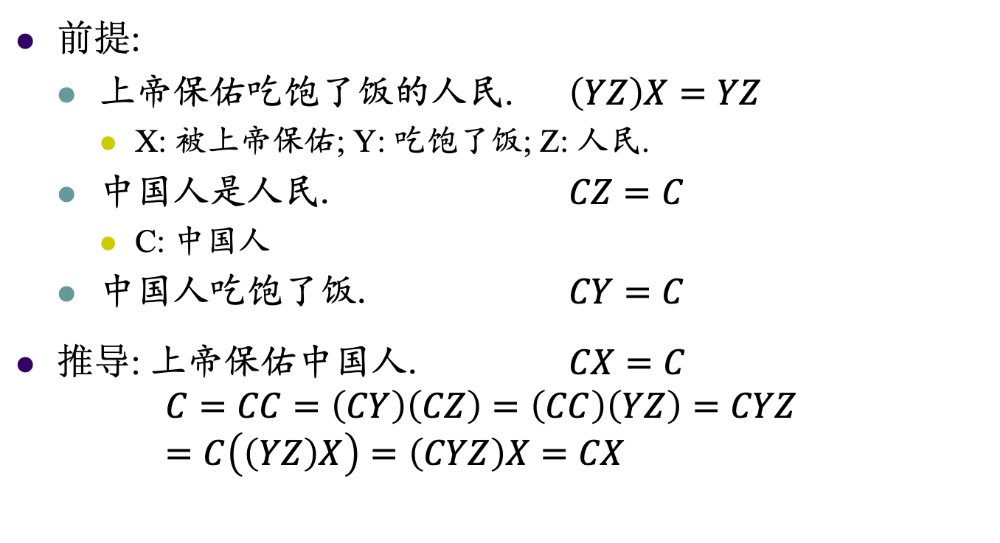 前提:
上帝保佑吃饱了饭的人民. (YZ)X = YZ
X: 被上帝保佑; Y: 吃饱了饭; Z: 人民.
中国人是人民. CZ = C
C: 中国人
中国人吃饱了饭. CY = C
推导: 上帝保佑中国人. CX = C
C = CC = (CY)(CZ) = (CC)(YZ) = CYZ
= C((YZ)X) = (CYZ)X = CX